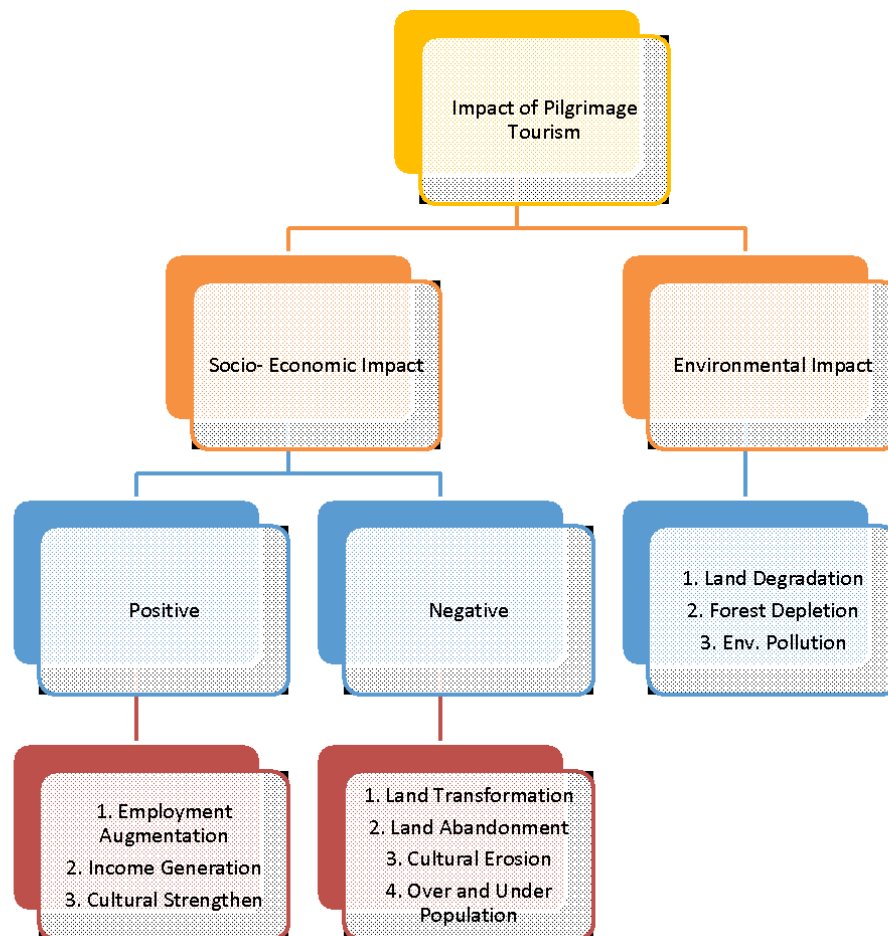 Impact of Pilgrimage
Tourism
Socio- Economic Impact
Environmental Impact
Positive
Negative
1. Land Degradation
2. Forest Depletion
3. Env. Pollution
1. Employment
Augmentation
2. Income Generation
3. Cultural Strengthen
1. Land Transformation
2. Land Abandonment
3. Cultural Erosion
4. Over and Under
Population